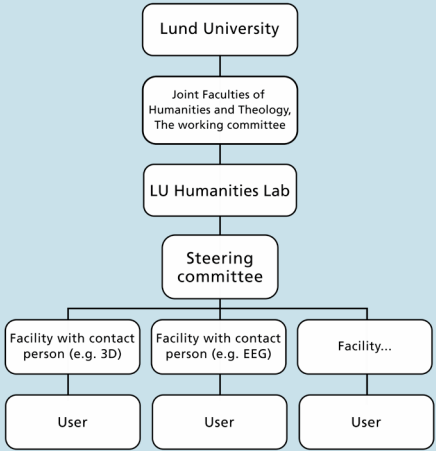 Lund University
Joint Faculties of
Humanities and Theology,
The working committee
LU Humanities Lab
Steering
committee
Facility with contact
person (e.g. 3D)
Facility with contact
person (e.g. EEG)
Facility...
User
User
User